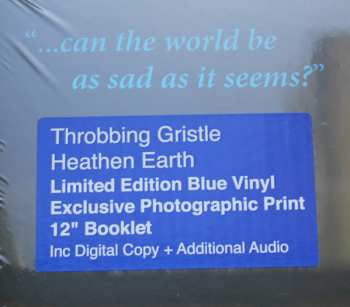 “...can the world be
as sad as it seems?”
Throbbing Gristle
Heathen Earth
Limited Edition Blue Vinyl
Exclusive Photographic Print
12" Booklet
Inc Digital Copy + Additional Audio